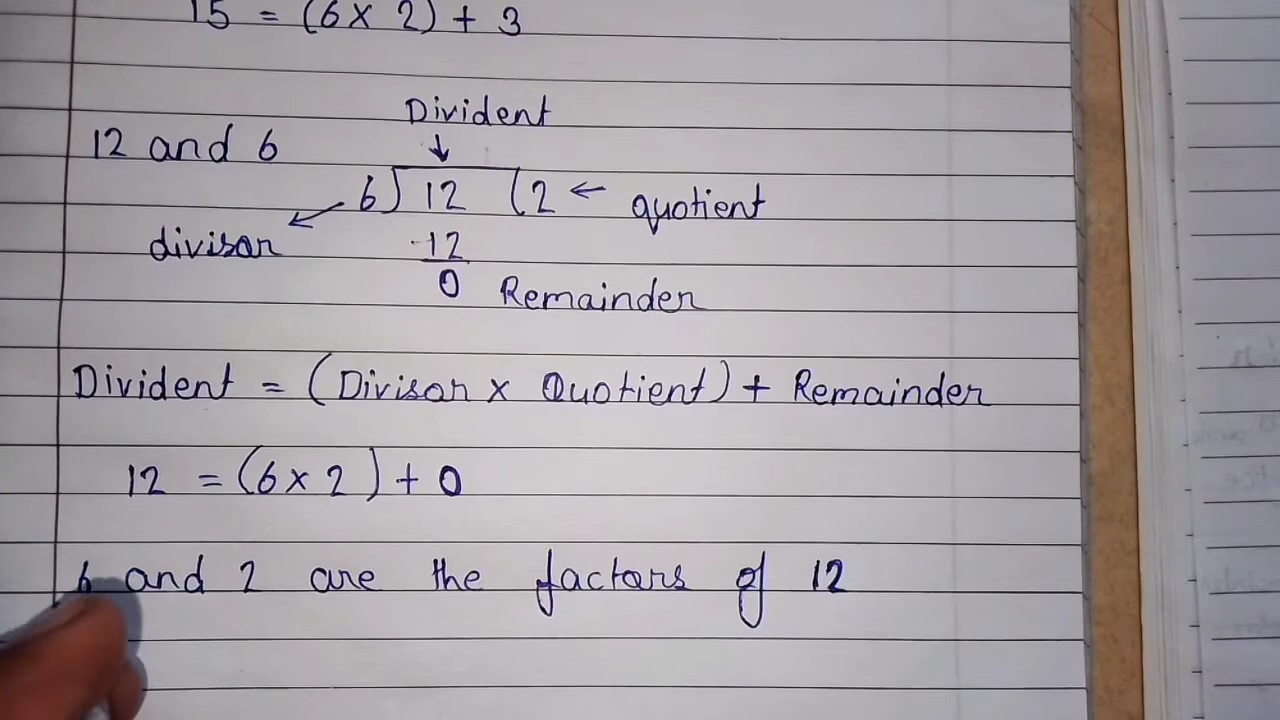 15 = (6 x 2) + 3
Divident
12 and 6
↓
6) 12 (2 ← quotient
divisor
-12
0 Remainder
Divident = (Divisor x Quotient) + Remainder
12 = (6 x 2) + 0
6 and 2 are the factors of 12